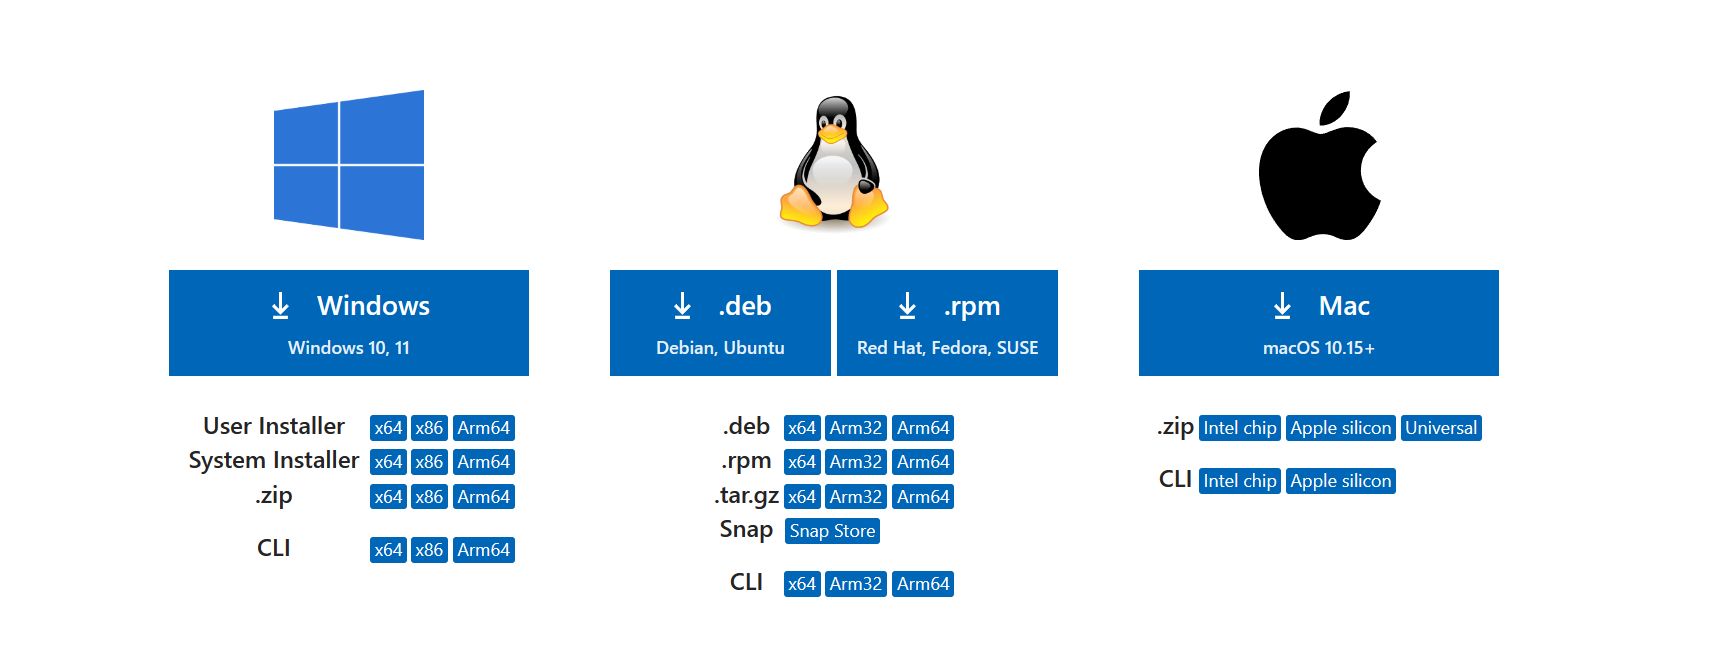 Windows
Windows 10, 11
User Installer x64 x86 Arm64
System Installer x64 x86 Arm64
.zip x64 x86 Arm64
CLI x64 x86 Arm64
.deb
Debian, Ubuntu
.rpm
Red Hat, Fedora, SUSE
.deb x64 Arm32 Arm64
.rpm x64 Arm32 Arm64
.tar.gz x64 Arm32 Arm64
Snap Snap Store
CLI x64 Arm32 Arm64
Mac
macOS 10.15+
.zip Intel chip Apple silicon Universal
CLI Intel chip Apple silicon